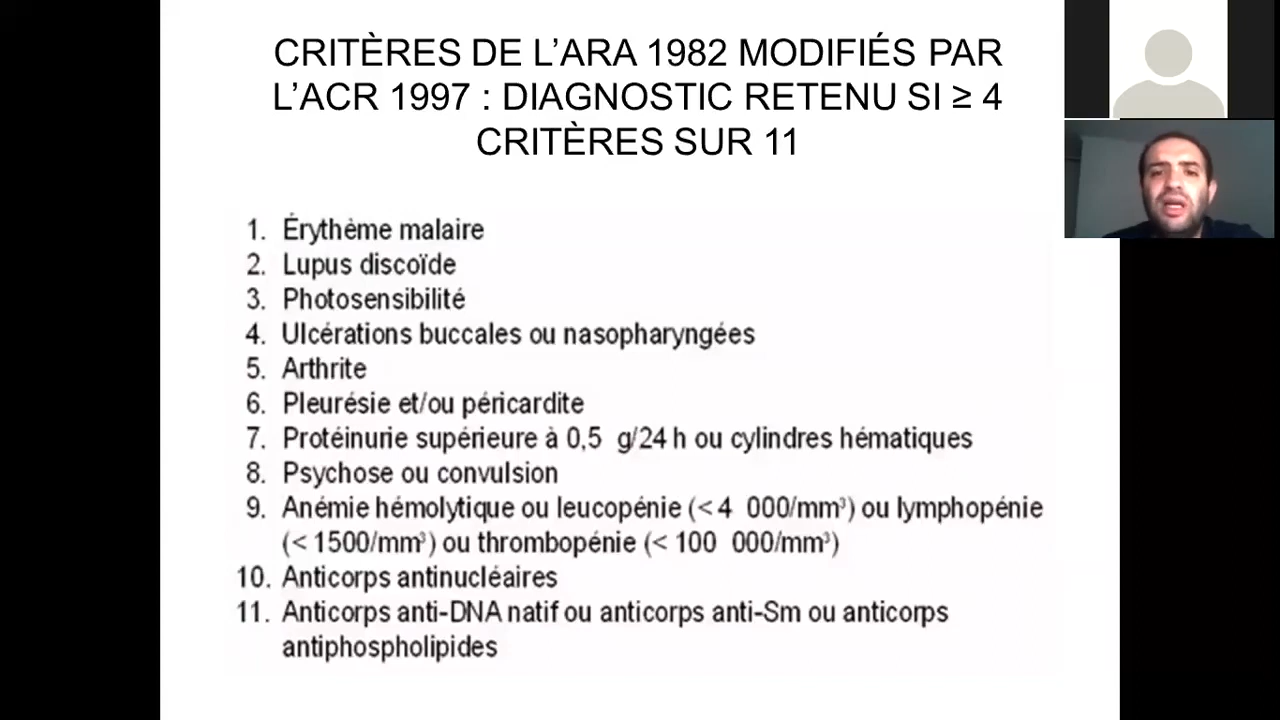 CRITÈRES DE L’ARA 1982 MODIFIÉS PAR
L’ACR 1997 : DIAGNOSTIC RETENU SI ≥ 4
CRITÈRES SUR 11
1. Érythème malaire
2. Lupus discoïde
3. Photosensibilité
4. Ulcérations buccales ou nasopharyngées
5. Arthrite
6. Pleurésie et/ou péricardite
7. Protéinurie supérieure à 0,5 g/24 h ou cylindres hématiques
8. Psychose ou convulsion
9. Anémie hémolytique ou leucopénie (< 4 000/mm³) ou lymphopénie
(< 1500/mm³) ou thrombopénie (< 100 000/mm³)
10. Anticorps antinucléaires
11. Anticorps anti-DNA natif ou anticorps anti-Sm ou anticorps
antiphospholipides